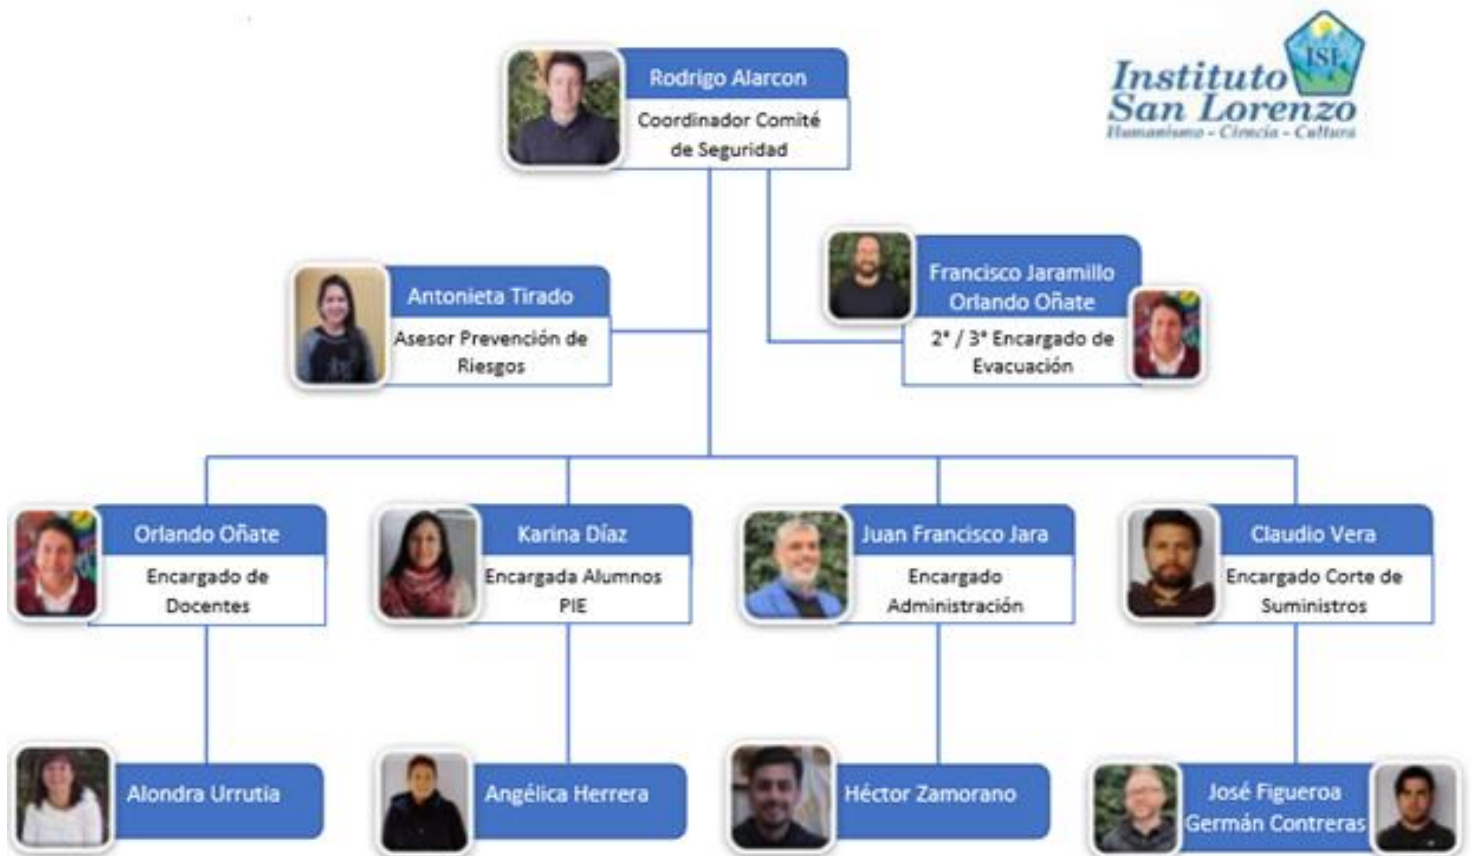 Rodrigo Alarcon
Coordinador Comité
de Seguridad
ISL
Instituto
San Lorenzo
Humanismo - Ciencia - Cultura
Antonieta Tirado
Asesor Prevención de
Riesgos
Francisco Jaramillo
Orlando Oñate
2° / 3° Encargado de
Evacuación
Orlando Oñate
Encargado de
Docentes
Karina Díaz
Encargada Alumnos
PIE
Juan Francisco Jara
Encargado
Administración
Claudio Vera
Encargado Corte de
Suministros
Alondra Urrutia
Angélica Herrera
Héctor Zamorano
José Figueroa
Germán Contreras